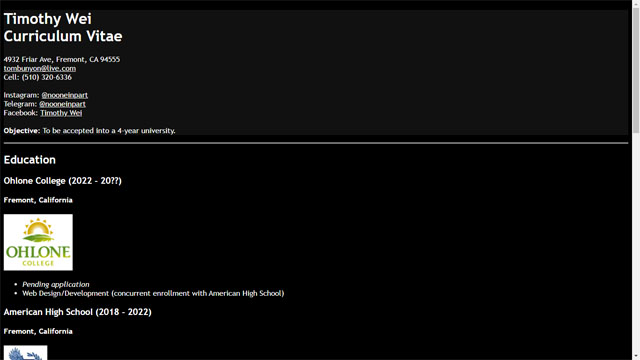 Timothy Wei
Curriculum Vitae
4932 Friar Ave, Fremont, CA 94555
tombunyon@live.com
Cell: (510) 320-6336
Instagram: @nooneinpart
Telegram: @nooneinpart
Facebook: Timothy Wei
Objective: To be accepted into a 4-year university.
Education
Ohlone College (2022 - 20??)
Fremont, California
OHLONE
COLLEGE
Pending application
Web Design/Development (concurrent enrollment with American High School)
American High School (2018 - 2022)
Fremont, California